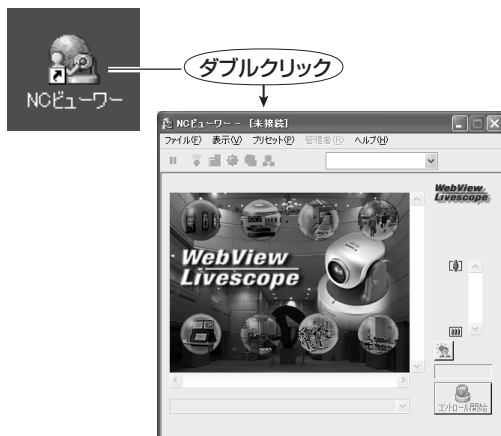 NCビューワー
ダブルクリック
NCビューワー - [未接続]
ファイル(F) 表示(V) プリセット(P) 管理者(R) ヘルプ(H)
WebView
Livescope
WebView
Livescope
コントロール開始